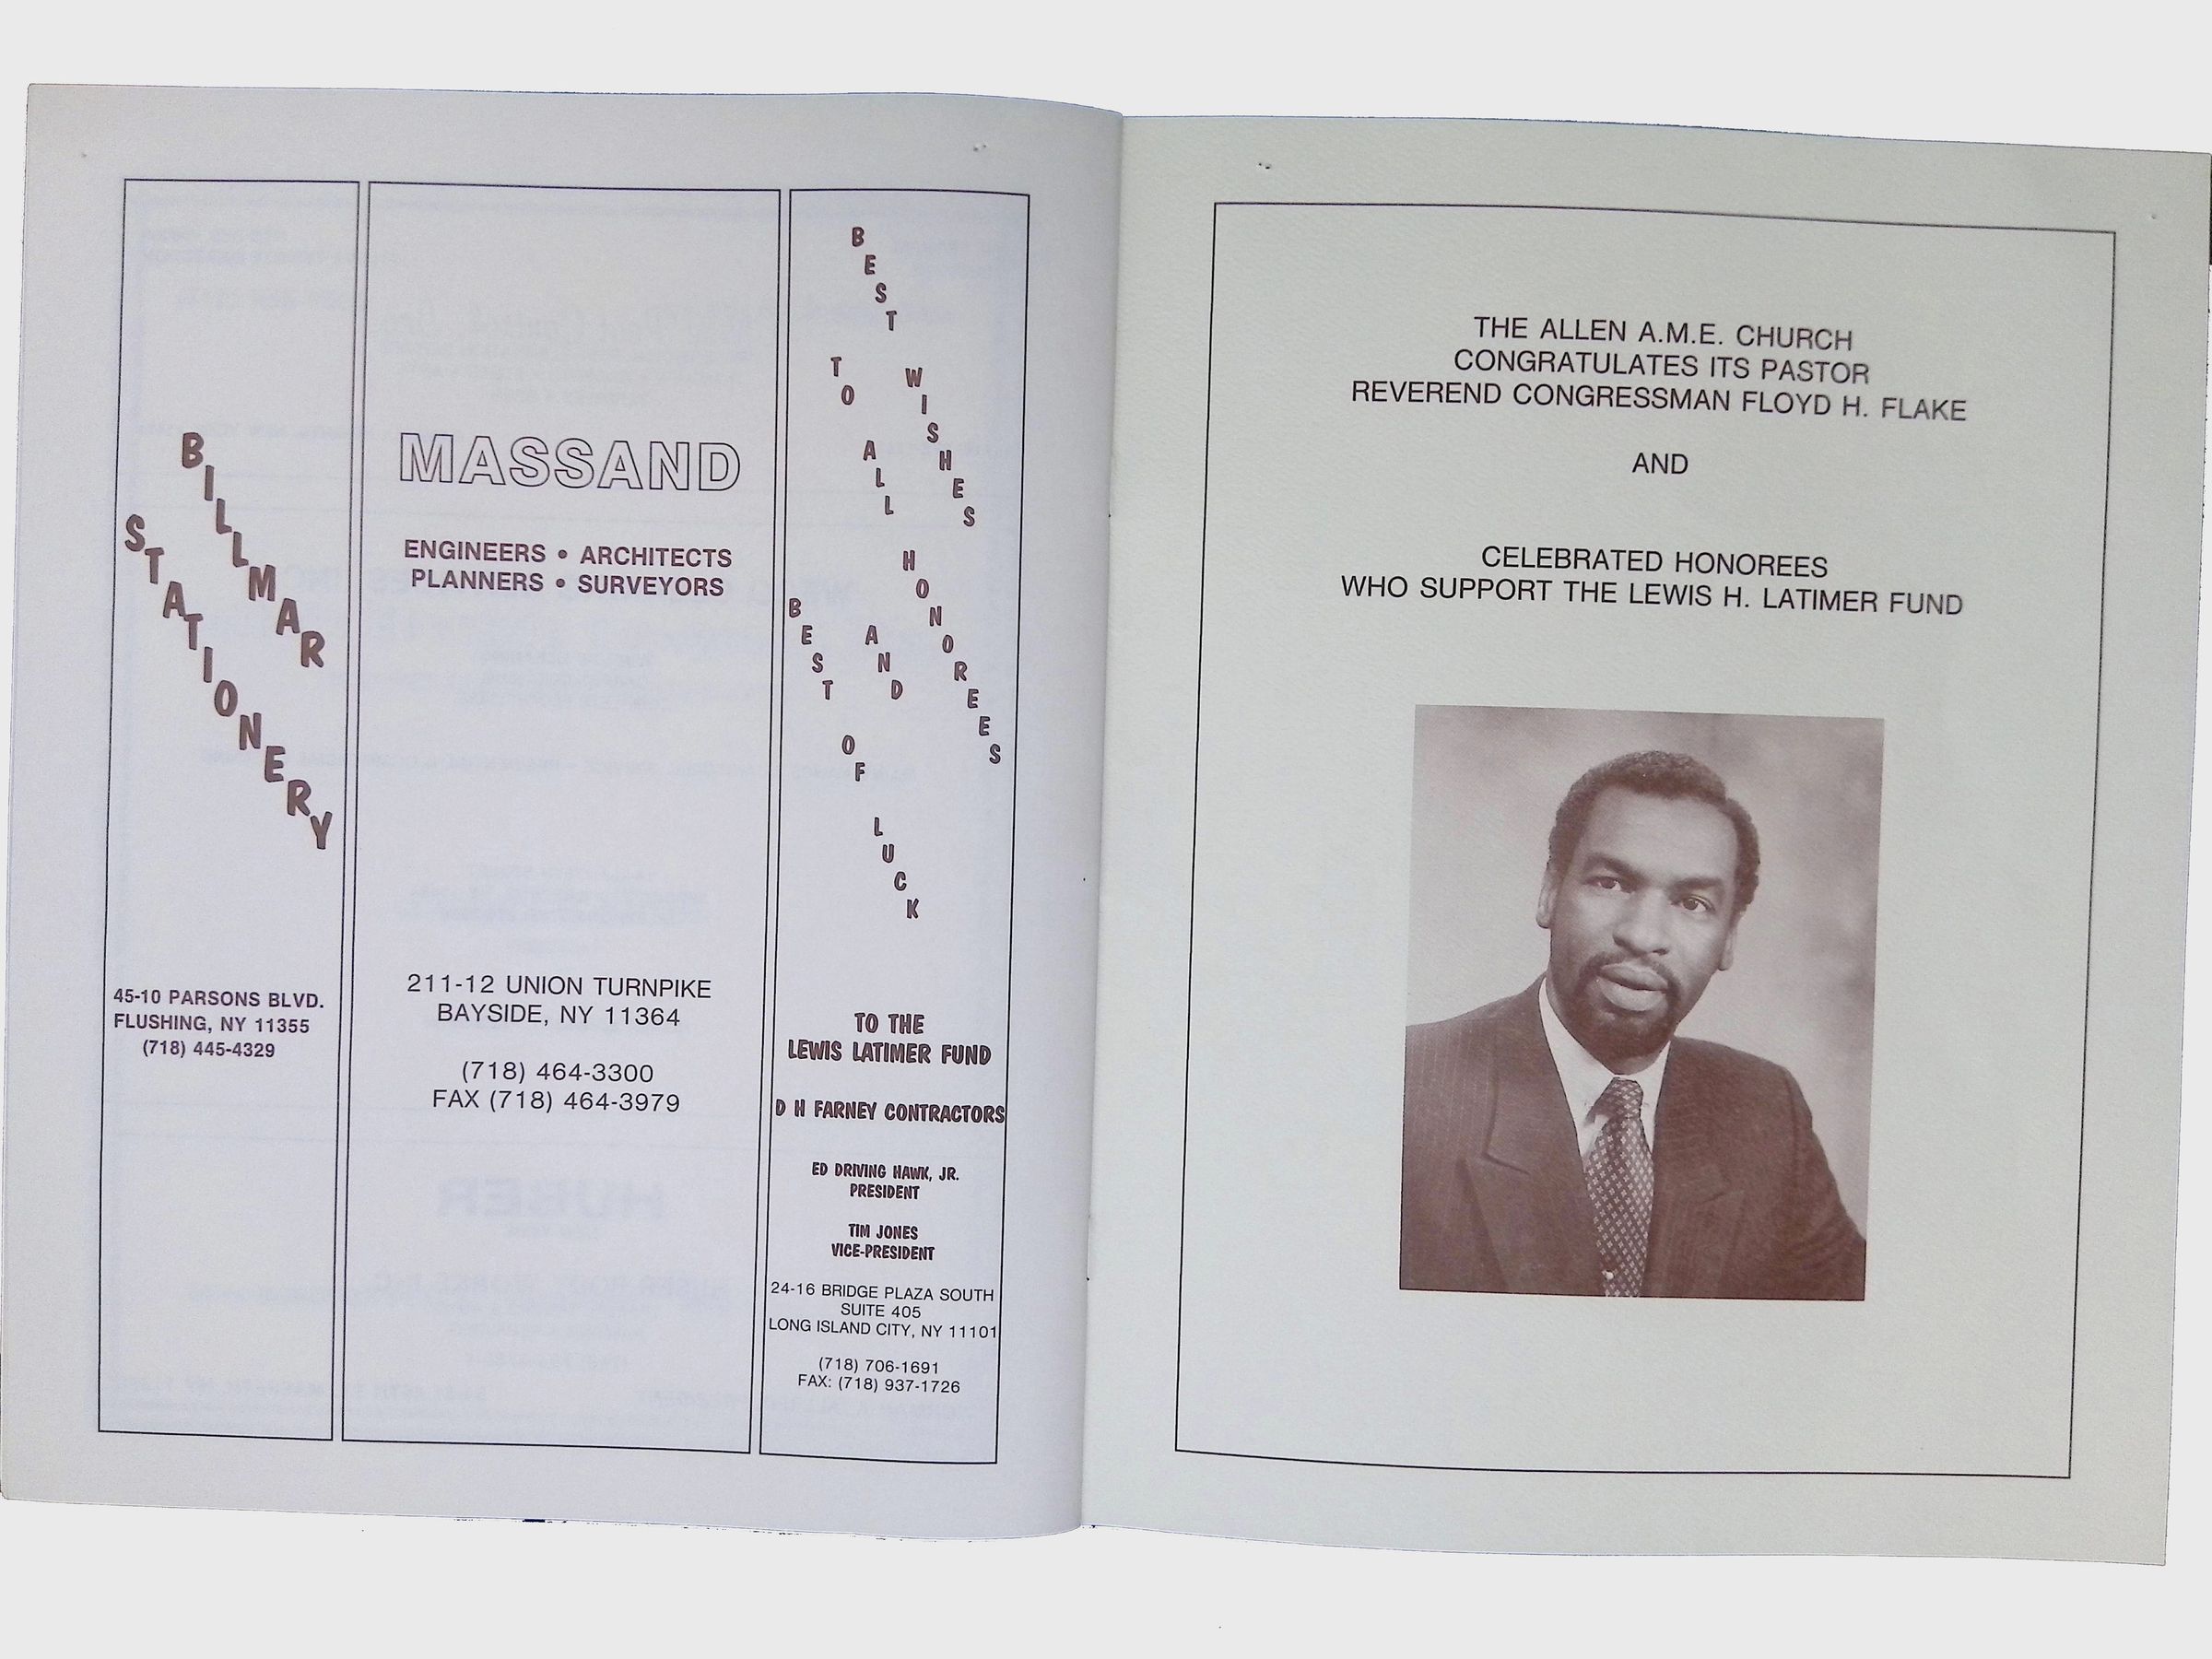 BILLMAR
STATIONERY
45-10 PARSONS BLVD.
FLUSHING, NY 11355
(718) 445-4329
MASSAND
ENGINEERS • ARCHITECTS
PLANNERS • SURVEYORS
211-12 UNION TURNPIKE
BAYSIDE, NY 11364
(718) 464-3300
FAX (718) 464-3979
BEST WISHES
TO ALL HONOREES
AND
BEST OF LUCK
TO THE
LEWIS LATIMER FUND
D H FARNEY CONTRACTORS
ED DRIVING HAWK, JR.
PRESIDENT
TIM JONES
VICE-PRESIDENT
24-16 BRIDGE PLAZA SOUTH
SUITE 405
LONG ISLAND CITY, NY 11101
(718) 706-1691
FAX: (718) 937-1726
THE ALLEN A.M.E. CHURCH
CONGRATULATES ITS PASTOR
REVEREND CONGRESSMAN FLOYD H. FLAKE
AND
CELEBRATED HONOREES
WHO SUPPORT THE LEWIS H. LATIMER FUND